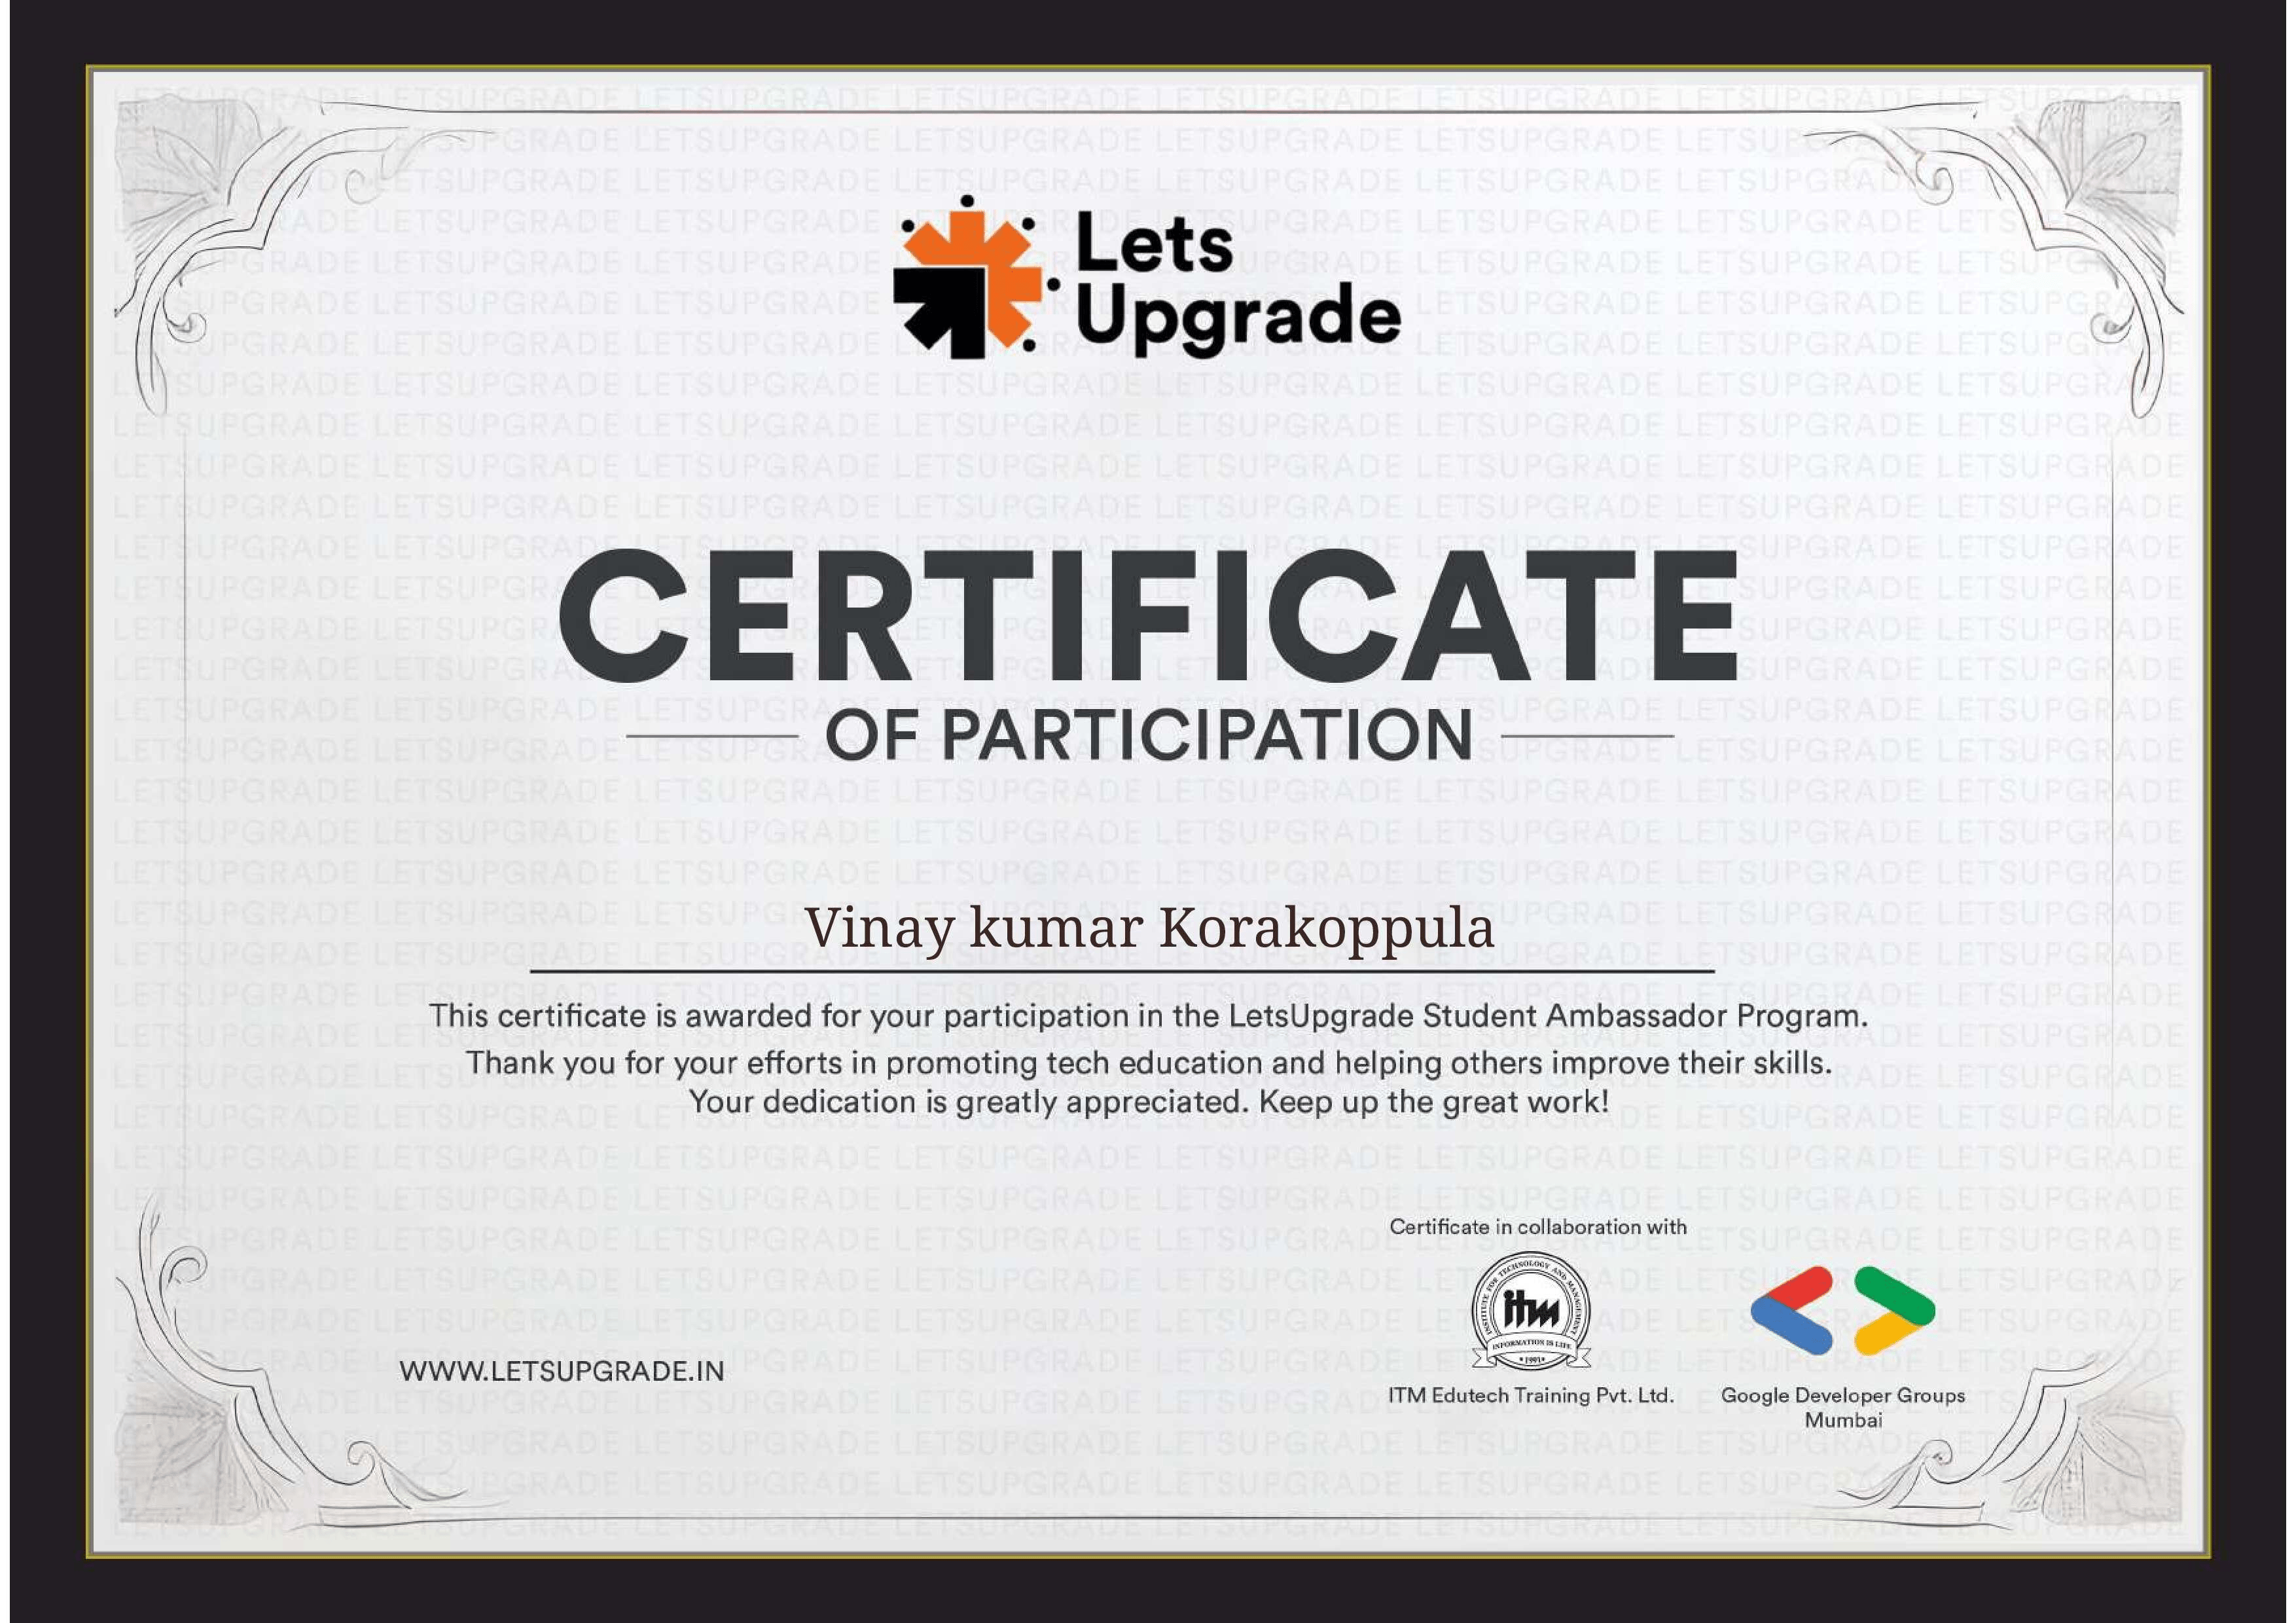 Lets
Upgrade
CERTIFICATE
OF PARTICIPATION
Vinay kumar Korakoppula
This certificate is awarded for your participation in the LetsUpgrade Student Ambassador Program.
Thank you for your efforts in promoting tech education and helping others improve their skills.
Your dedication is greatly appreciated. Keep up the great work!
Certificate in collaboration with
INSTITUTE FOR TECHNOLOGY AND MANAGEMENT
itm
INFORMATION IS LIFE
1991
WWW.LETSUPGRADE.IN
ITM Edutech Training Pvt. Ltd.
Google Developer Groups
Mumbai